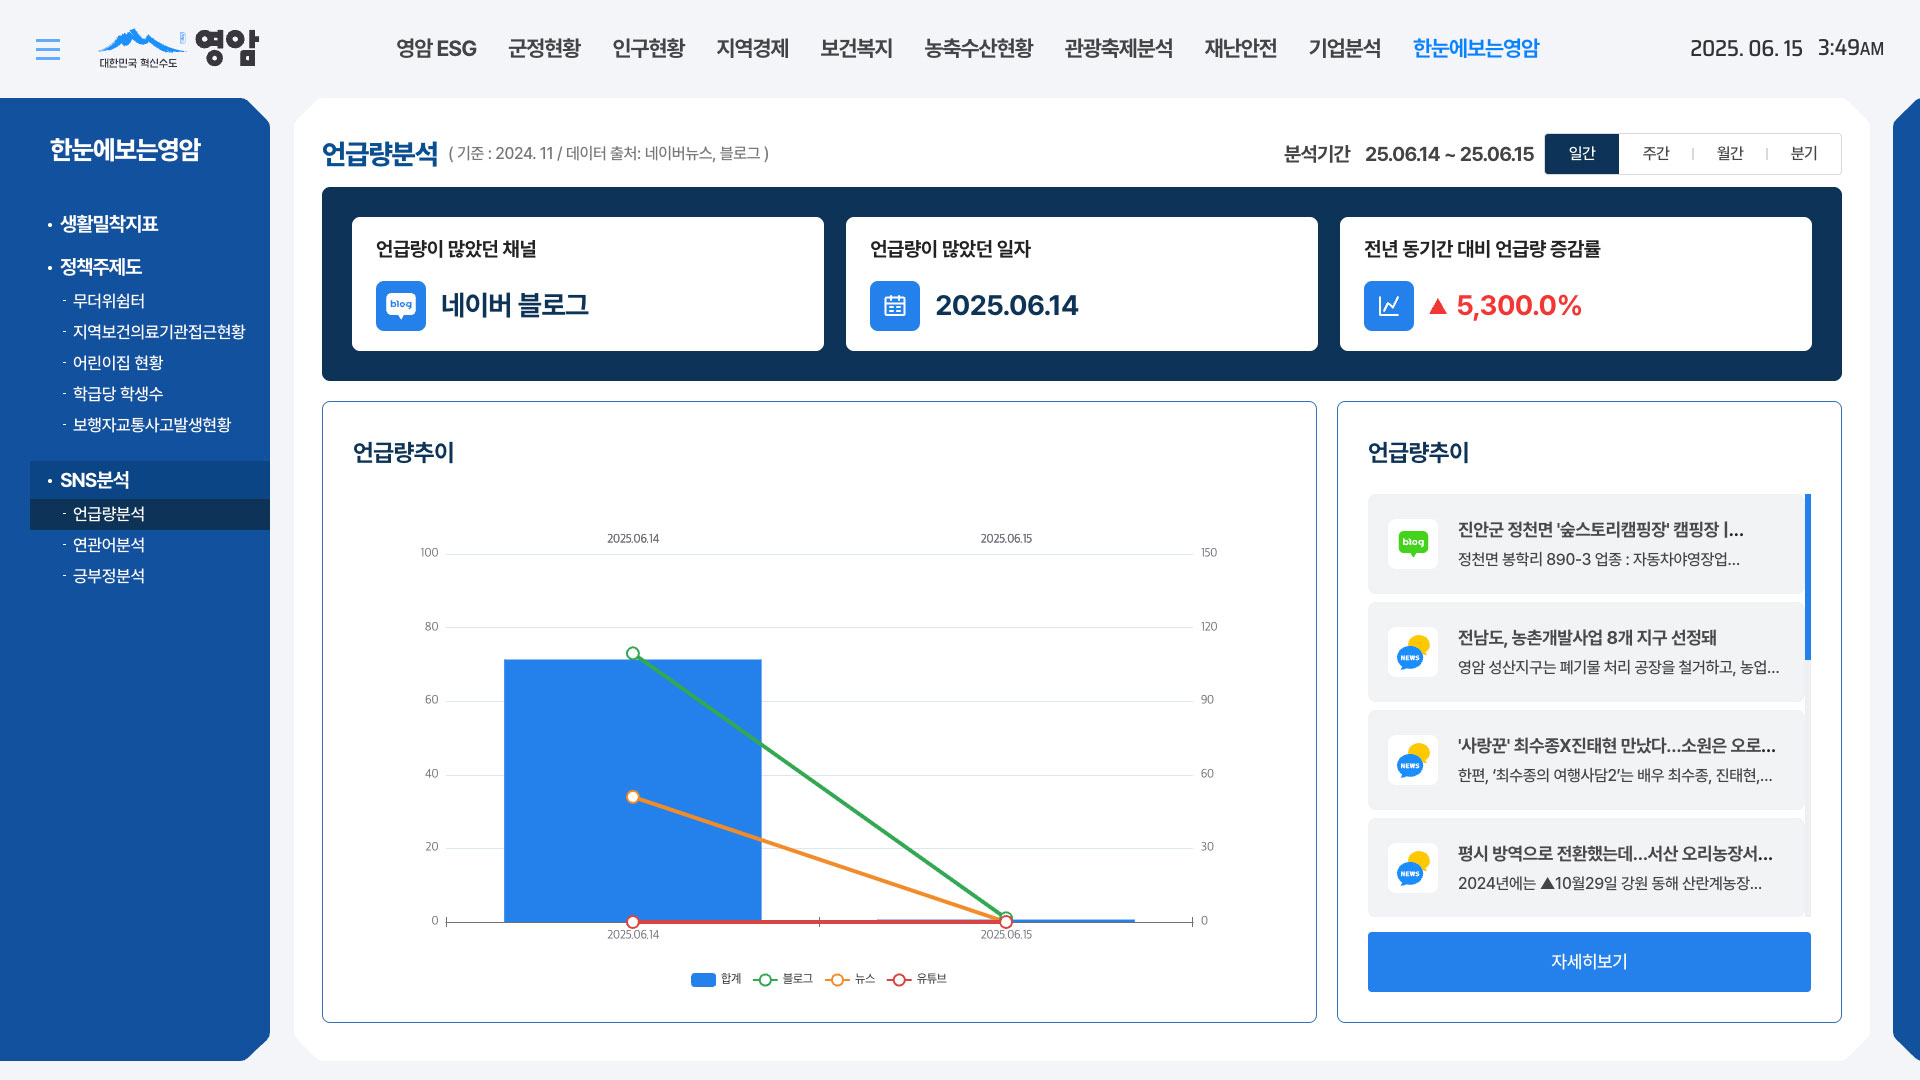 대한민국 혁신수도
영암
영암 ESG
군정현황
인구현황
지역경제
보건복지
농축수산현황
관광축제분석
재난안전
기업분석
한눈에보는영암
2025. 06. 15
3:49AM
한눈에보는영암
· 생활밀착지표
· 정책주제도
- 무더위쉼터
- 지역보건의료기관접근현황
- 어린이집 현황
- 학급당 학생수
- 보행자교통사고발생현황
· SNS분석
- 언급량분석
- 연관어분석
- 긍부정분석
언급량분석 ( 기준 : 2024. 11 / 데이터 출처: 네이버뉴스, 블로그 )
분석기간 25.06.14 ~ 25.06.15
일간
주간
월간
분기
언급량이 많았던 채널
blog
네이버 블로그
언급량이 많았던 일자
2025.06.14
전년 동기간 대비 언급량 증감률
▲ 5,300.0%
언급량추이
2025.06.14 2025.06.15
100 150
80 120
60 90
40 60
20 30
0 0
2025.06.14 2025.06.15
합계 블로그 뉴스 유튜브
언급량추이
blog
진안군 정천면 '숲스토리캠핑장' 캠핑장 |...
정천면 봉학리 890-3 업종 : 자동차야영장업...
NEWS
전남도, 농촌개발사업 8개 지구 선정돼
영암 성산지구는 폐기물 처리 공장을 철거하고, 농업...
NEWS
'사랑꾼' 최수종X진태현 만났다…소원은 오로...
한편, ‘최수종의 여행사담2’는 배우 최수종, 진태현,...
NEWS
평시 방역으로 전환했는데…서산 오리농장서...
2024년에는 ▲10월29일 강원 동해 산란계농장...
자세히보기